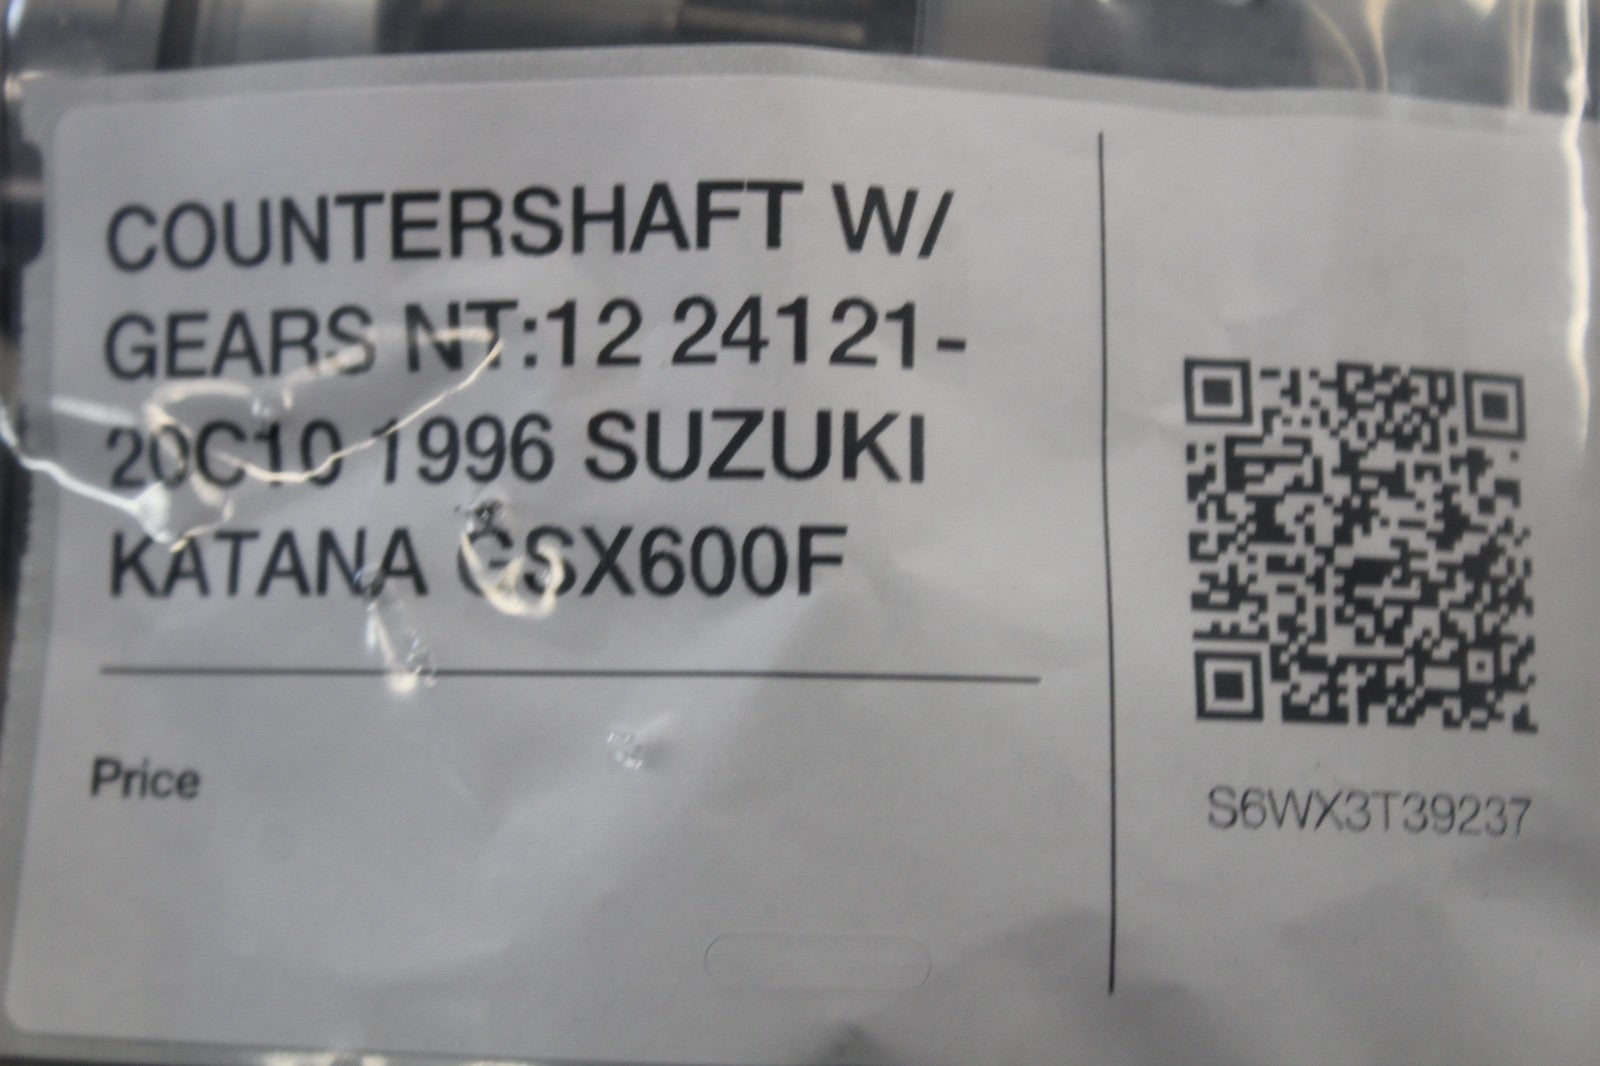 COUNTERSHAFT W/
GEARS NT:12 24121-
20C10 1996 SUZUKI
KATANA GSX600F
Price
S6WX3T39237